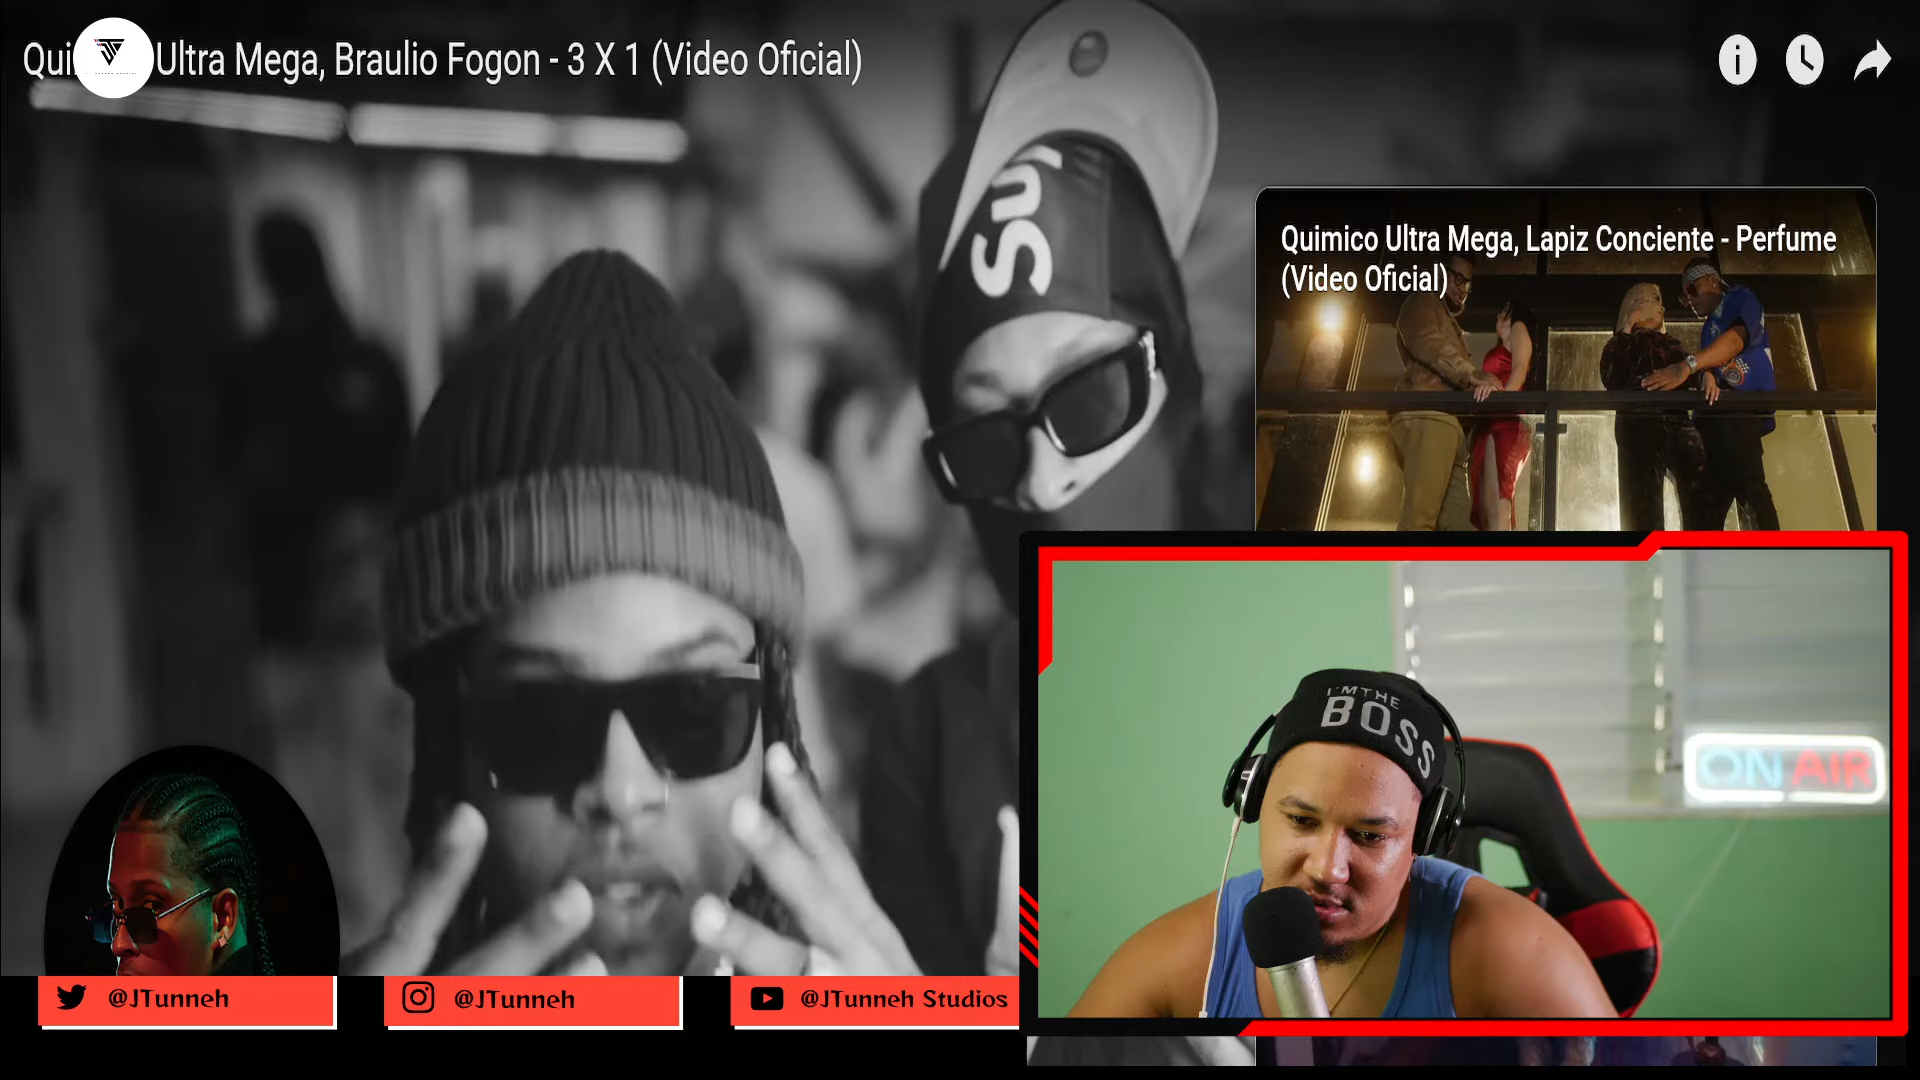 Qui Ultra Mega, Braulio Fogon - 3 X 1 (Video Oficial)
Su
Quimico Ultra Mega, Lapiz Conciente - Perfume
(Video Oficial)
I'M THE
BOSS
ON AIR
@JTunneh
@JTunneh
@JTunneh Studios